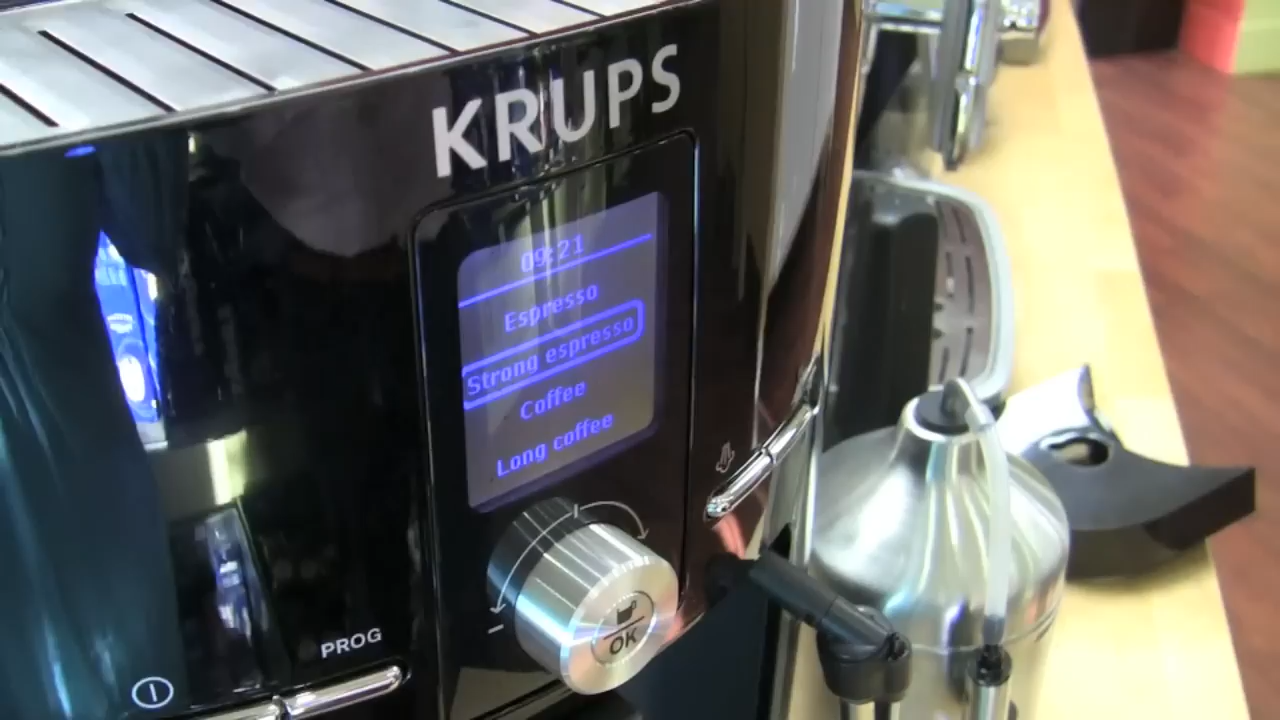 KRUPS
09:21
Espresso
Strong espresso
Coffee
Long coffee
OK
PROG